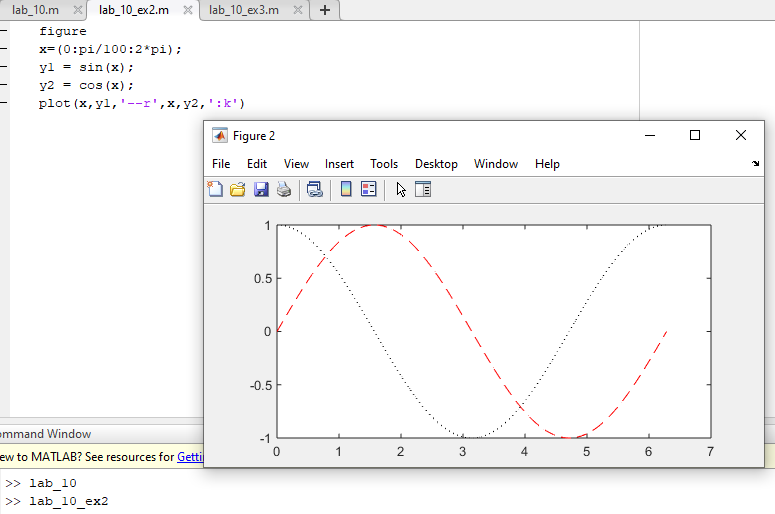 lab_10.m × lab_10_ex2.m × lab_10_ex3.m × +
figure
x=(0:pi/100:2*pi);
y1 = sin(x);
y2 = cos(x);
plot(x,y1,'--r',x,y2,':k')
Figure 2
File Edit View Insert Tools Desktop Window Help
1
0.5
0
-0.5
-1
0 1 2 3 4 5 6 7
ommand Window
ew to MATLAB? See resources for Getti
>> lab_10
>> lab_10_ex2